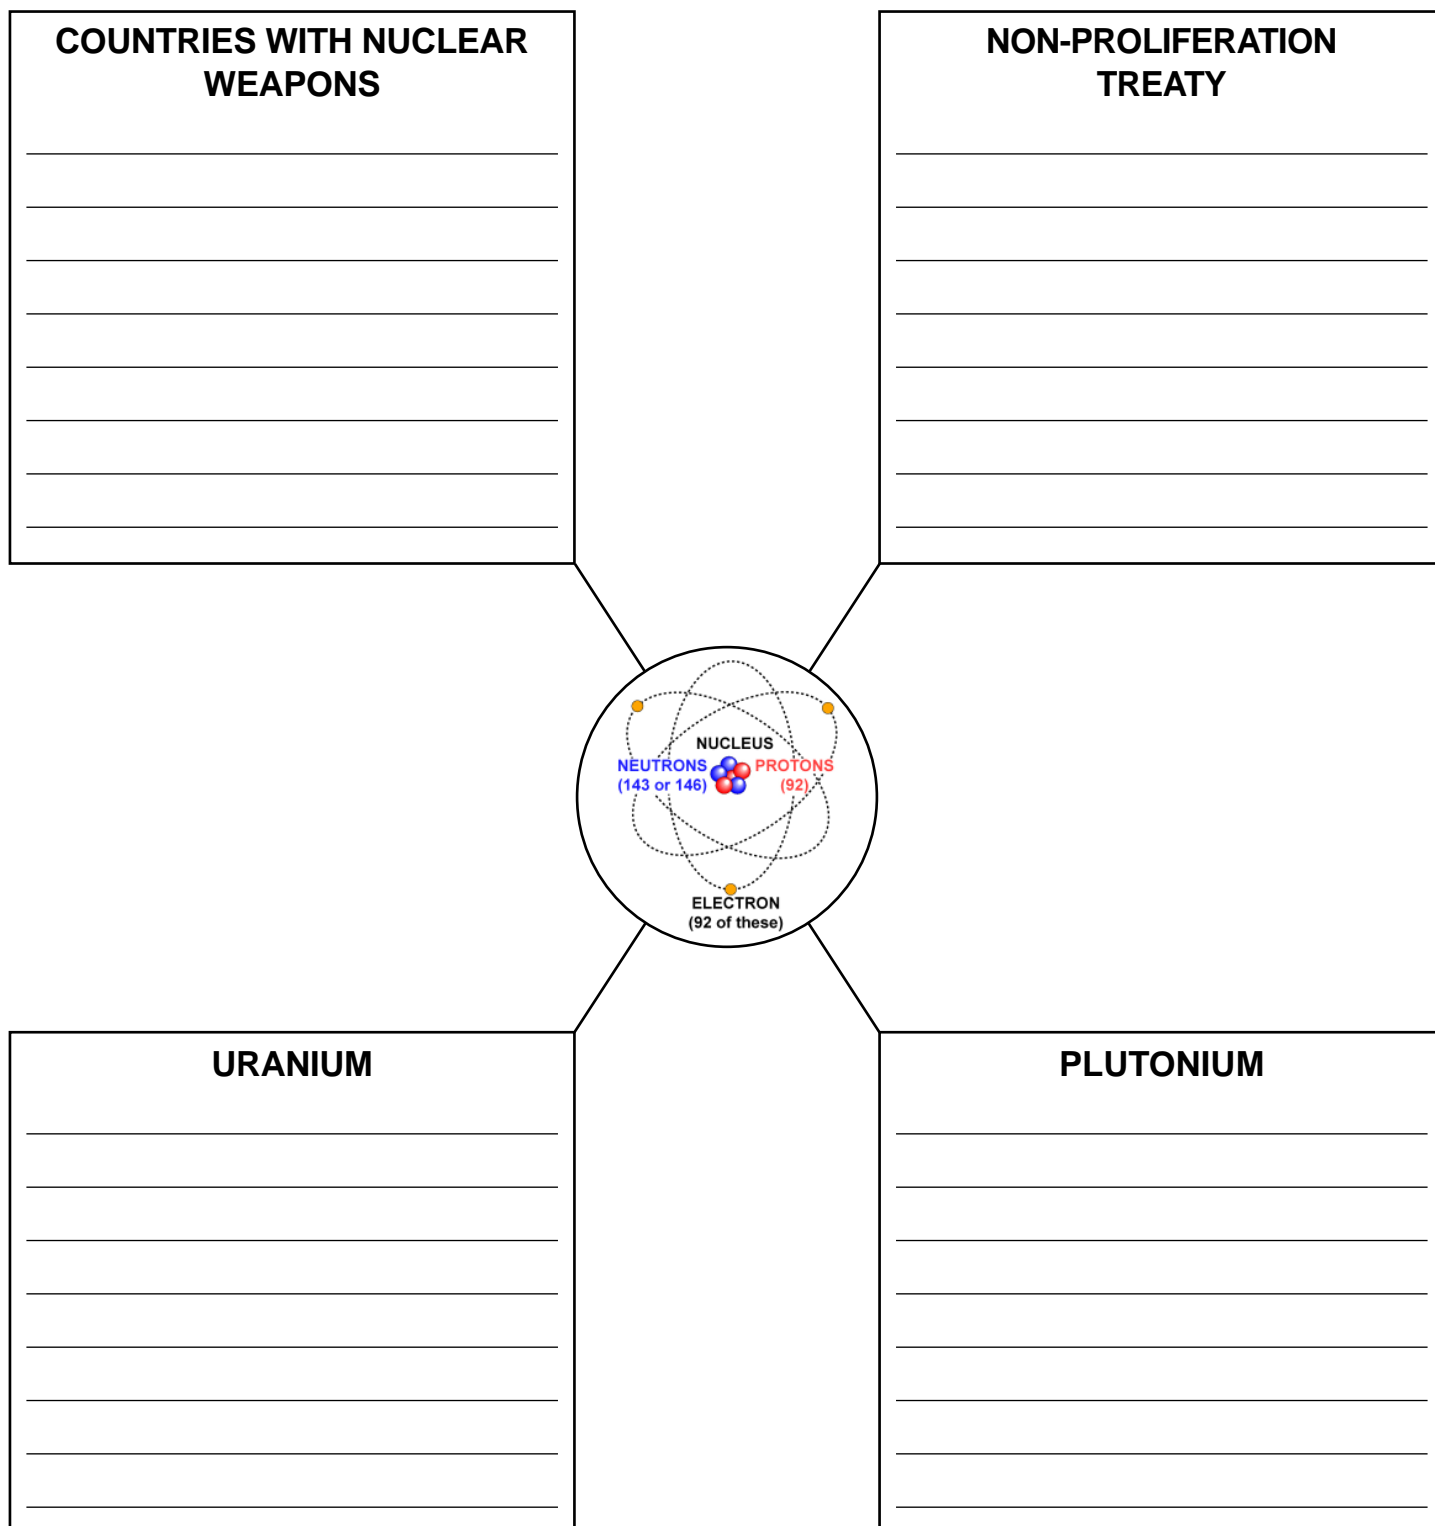 COUNTRIES WITH NUCLEAR
WEAPONS
NON-PROLIFERATION
TREATY
NUCLEUS
NEUTRONS
(143 or 146)
PROTONS
(92)
ELECTRON
(92 of these)
URANIUM
PLUTONIUM